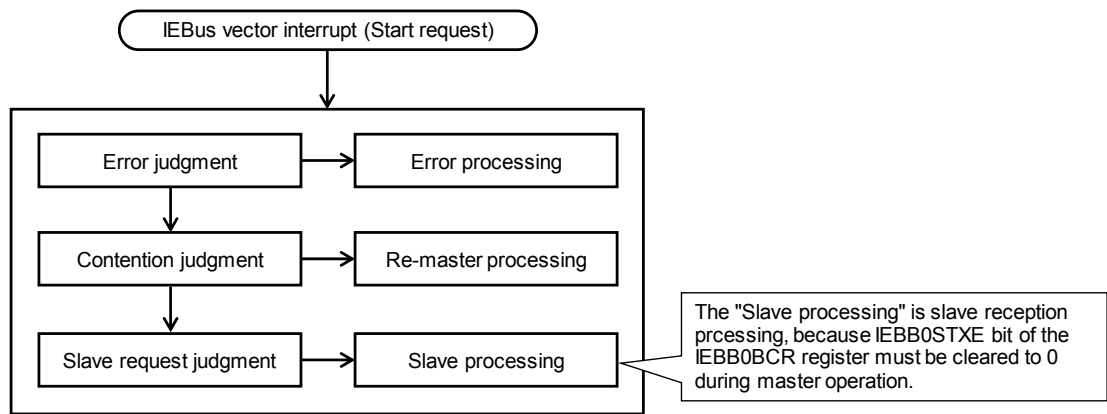 IEBus vector interrupt (Start request)
Error judgment
Error processing
Contention judgment
Re-master processing
Slave request judgment
Slave processing
The "Slave processing" is slave reception
prcessing, because IEBB0STXE bit of the
IEBB0BCR register must be cleared to 0
during master operation.